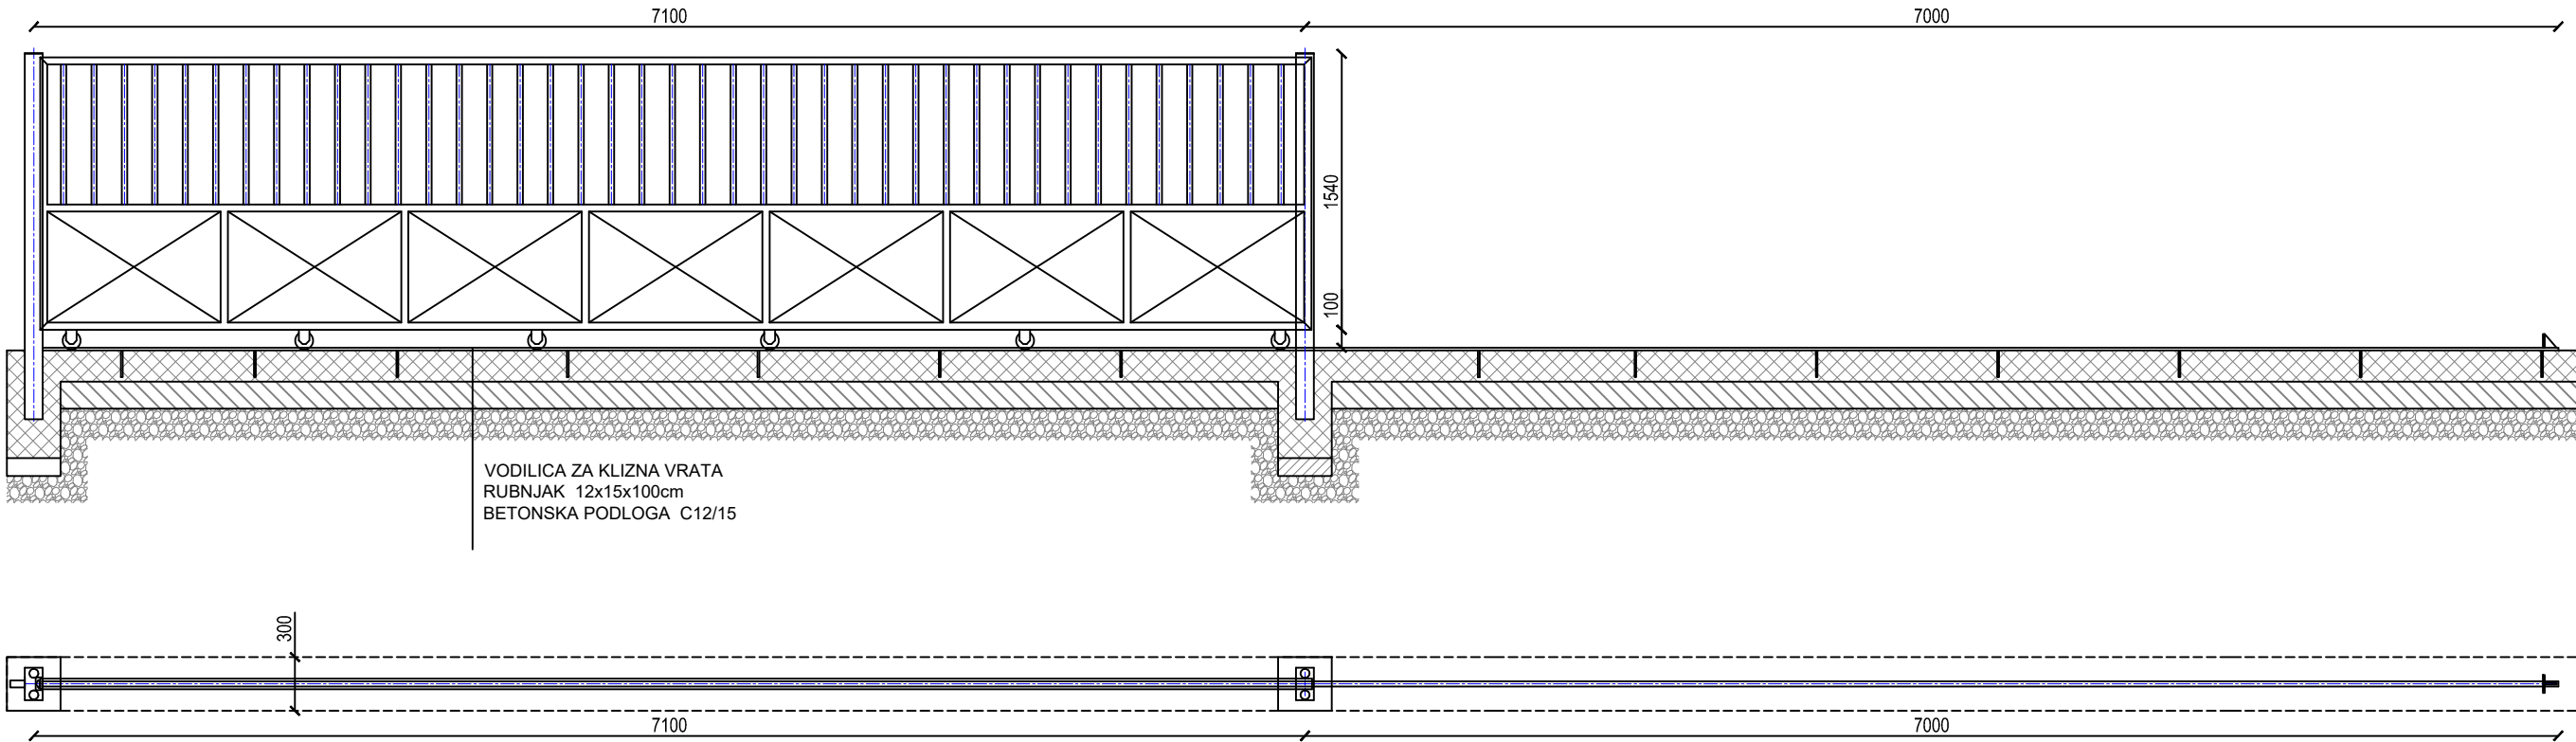 7100
7000
1540
100
VODILICA ZA KLIZNA VRATA
RUBNJAK 12x15x100cm
BETONSKA PODLOGA C12/15
300
7100
7000